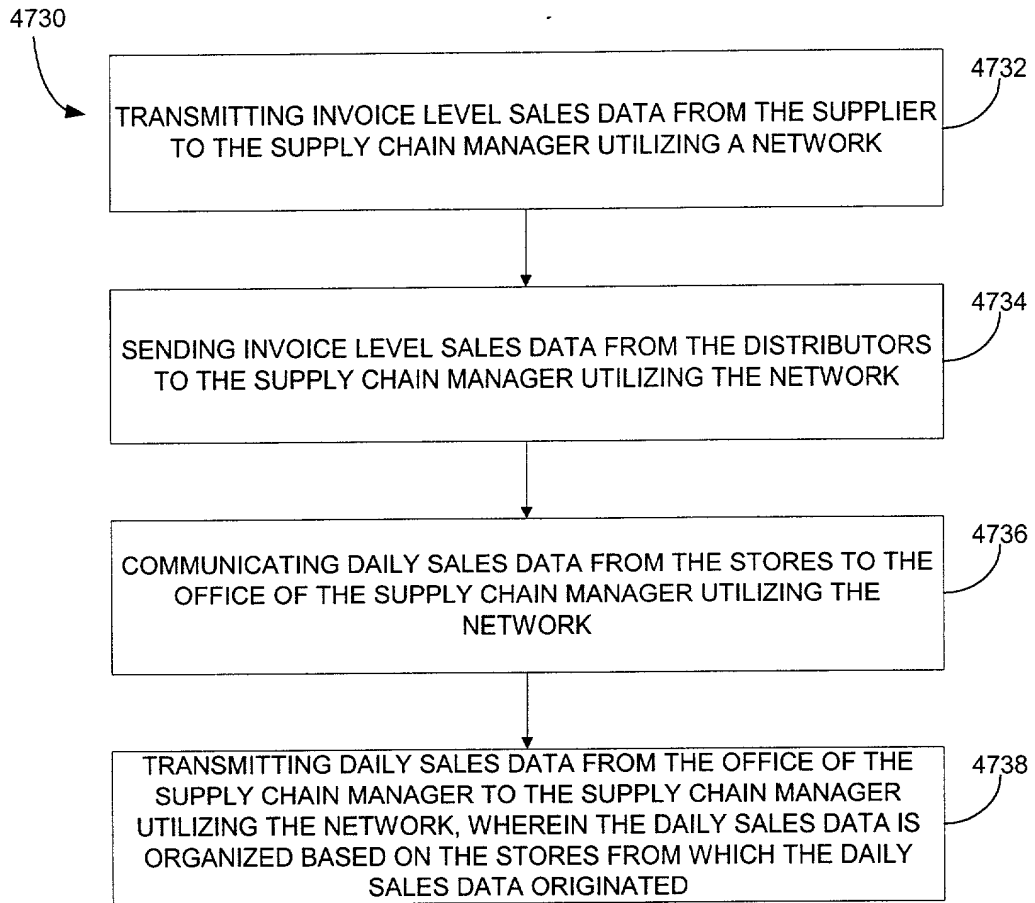 4730
4732
TRANSMITTING INVOICE LEVEL SALES DATA FROM THE SUPPLIER
TO THE SUPPLY CHAIN MANAGER UTILIZING A NETWORK
4734
SENDING INVOICE LEVEL SALES DATA FROM THE DISTRIBUTORS
TO THE SUPPLY CHAIN MANAGER UTILIZING THE NETWORK
4736
COMMUNICATING DAILY SALES DATA FROM THE STORES TO THE
OFFICE OF THE SUPPLY CHAIN MANAGER UTILIZING THE
NETWORK
4738
TRANSMITTING DAILY SALES DATA FROM THE OFFICE OF THE
SUPPLY CHAIN MANAGER TO THE SUPPLY CHAIN MANAGER
UTILIZING THE NETWORK, WHEREIN THE DAILY SALES DATA IS
ORGANIZED BASED ON THE STORES FROM WHICH THE DAILY
SALES DATA ORIGINATED